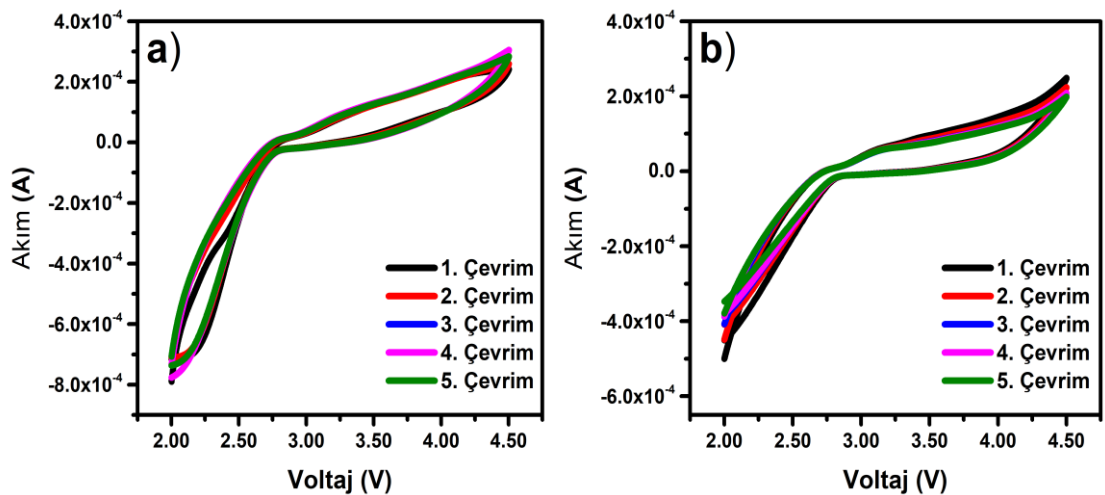 a)
4.0x10⁻⁴
2.0x10⁻⁴
0.0
-2.0x10⁻⁴
-4.0x10⁻⁴
-6.0x10⁻⁴
-8.0x10⁻⁴
Akım (A)
1. Çevrim
2. Çevrim
3. Çevrim
4. Çevrim
5. Çevrim
2.00 2.50 3.00 3.50 4.00 4.50
Voltaj (V)
b)
4.0x10⁻⁴
2.0x10⁻⁴
0.0
-2.0x10⁻⁴
-4.0x10⁻⁴
-6.0x10⁻⁴
Akım (A)
1. Çevrim
2. Çevrim
3. Çevrim
4. Çevrim
5. Çevrim
2.00 2.50 3.00 3.50 4.00 4.50
Voltaj (V)